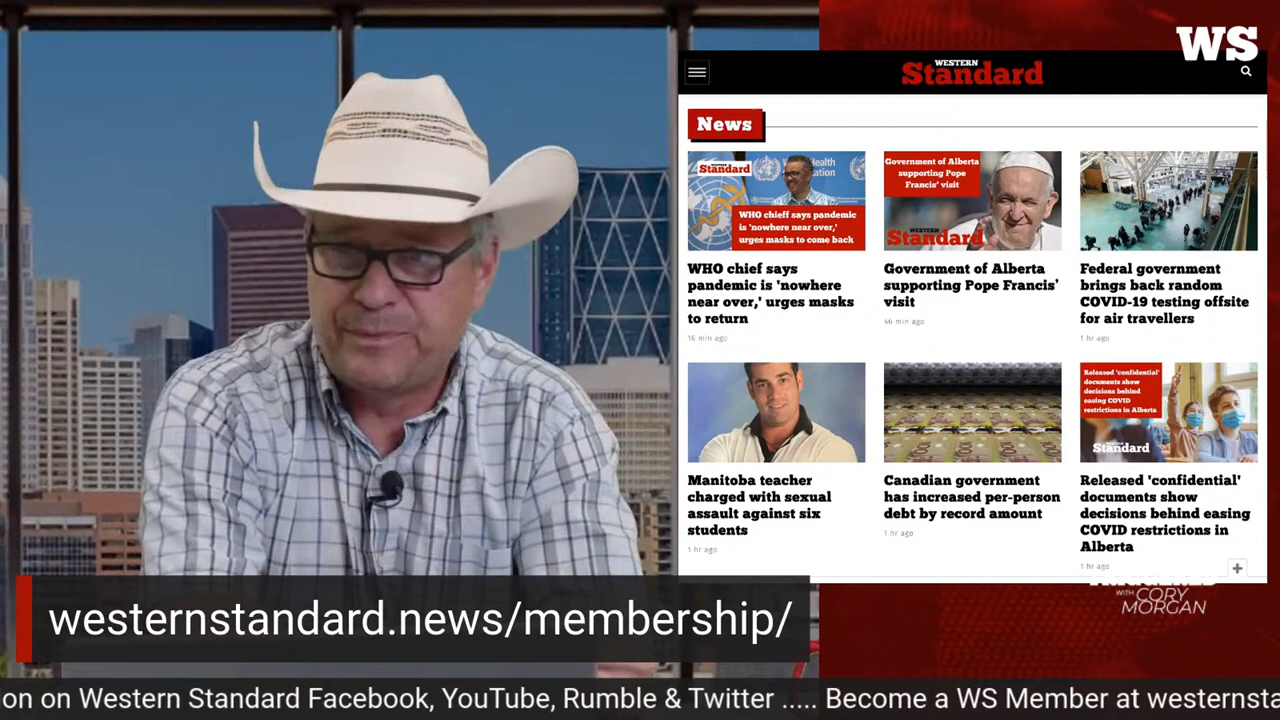 WS
WESTERN
Standard
News
WESTERN
Standard
WHO chieff says pandemic
is 'nowhere near over,'
urges masks to come back
WHO chief says
pandemic is 'nowhere
near over,' urges masks
to return
16 min ago
Government of Alberta
supporting Pope
Francis' visit
WESTERN
Standard
Government of Alberta
supporting Pope Francis'
visit
46 min ago
Federal government
brings back random
COVID-19 testing offsite
for air travellers
1 hr ago
Manitoba teacher
charged with sexual
assault against six
students
1 hr ago
Canadian government
has increased per-person
debt by record amount
1 hr ago
Released 'confidential'
documents show
decisions behind
easing COVID
restrictions in Alberta
WESTERN
Standard
Released 'confidential'
documents show
decisions behind easing
COVID restrictions in
Alberta
1 hr ago
WITH CORY
MORGAN
westernstandard.news/membership/
on on Western Standard Facebook, YouTube, Rumble & Twitter ..... Become a WS Member at westernsta